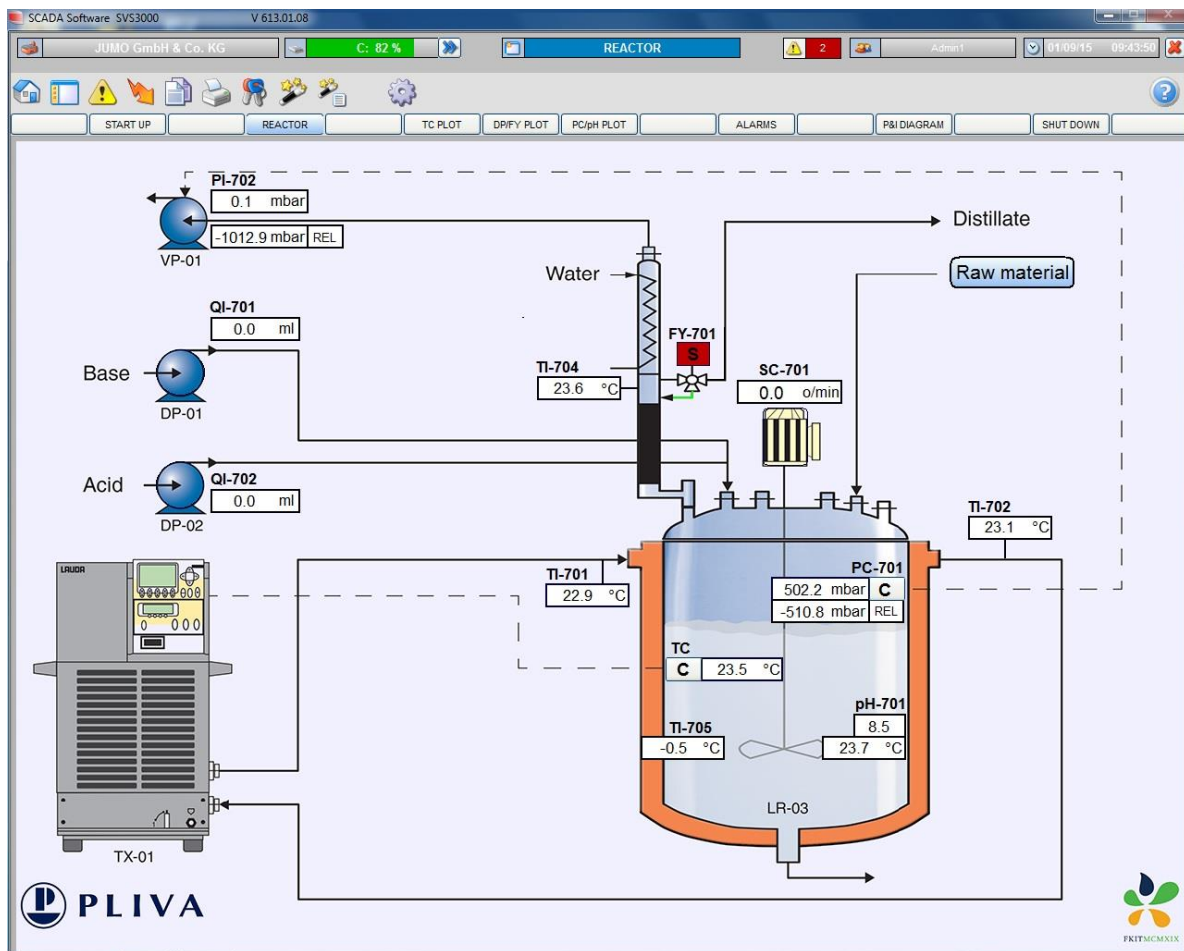 SCADA Software SVS3000 V 613.01.08
JUMO GmbH & Co. KG C: 82 % REACTOR 2 Admin1 01/09/15 09:43:50
START UP REACTOR TC PLOT DP/FY PLOT PC/pH PLOT ALARMS P&I DIAGRAM SHUT DOWN
PI-702
0.1 mbar
-1012.9 mbar REL
VP-01
Distillate
Water
Raw material
QI-701
0.0 ml
Base
DP-01
FY-701
S
TI-704
23.6 °C
SC-701
0.0 o/min
Acid
QI-702
0.0 ml
DP-02
TI-702
23.1 °C
LAUDA
TI-701
22.9 °C
PC-701
502.2 mbar C
-510.8 mbar REL
TC
C 23.5 °C
pH-701
8.5
23.7 °C
TI-705
-0.5 °C
LR-03
TX-01
PLIVA
FKITMCMXIX